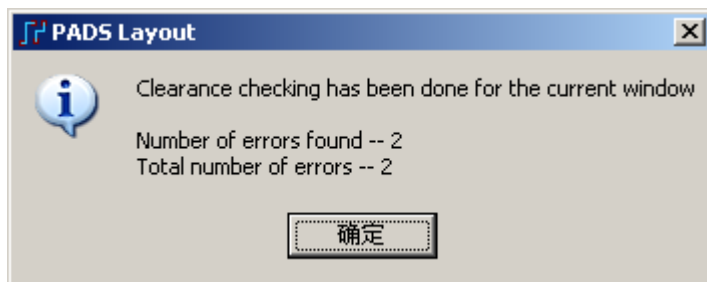 PADS Layout
Clearance checking has been done for the current window
Number of errors found -- 2
Total number of errors -- 2
确定